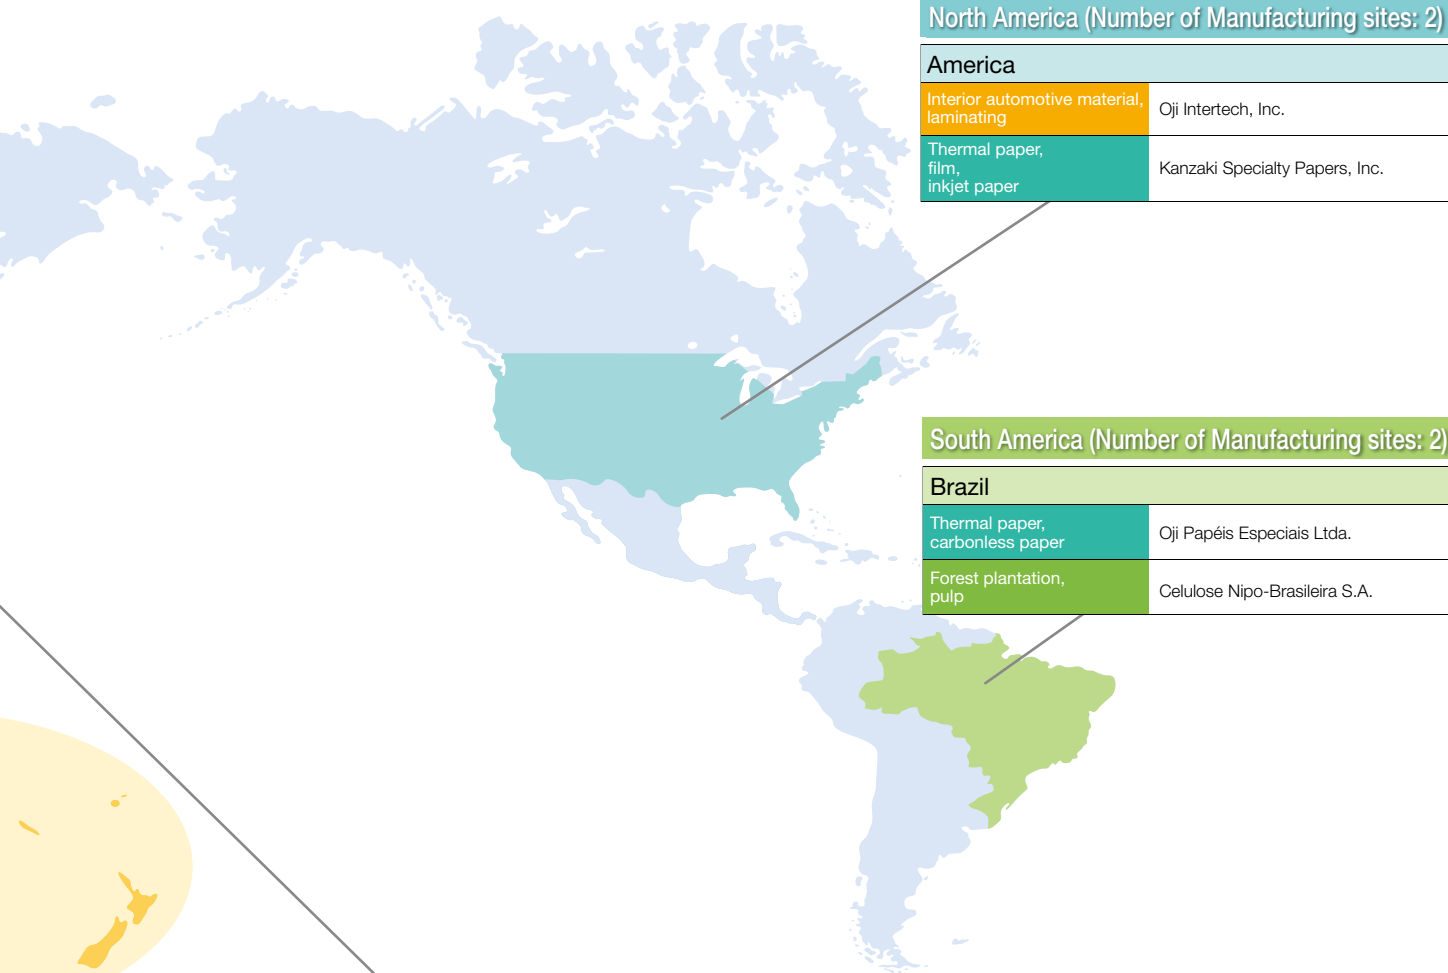 North America (Number of Manufacturing sites: 2)
America
Interior automotive material,
laminating
Oji Intertech, Inc.
Thermal paper,
film,
inkjet paper
Kanzaki Specialty Papers, Inc.
South America (Number of Manufacturing sites: 2)
Brazil
Thermal paper,
carbonless paper
Oji Papéis Especiais Ltda.
Forest plantation,
pulp
Celulose Nipo-Brasileira S.A.